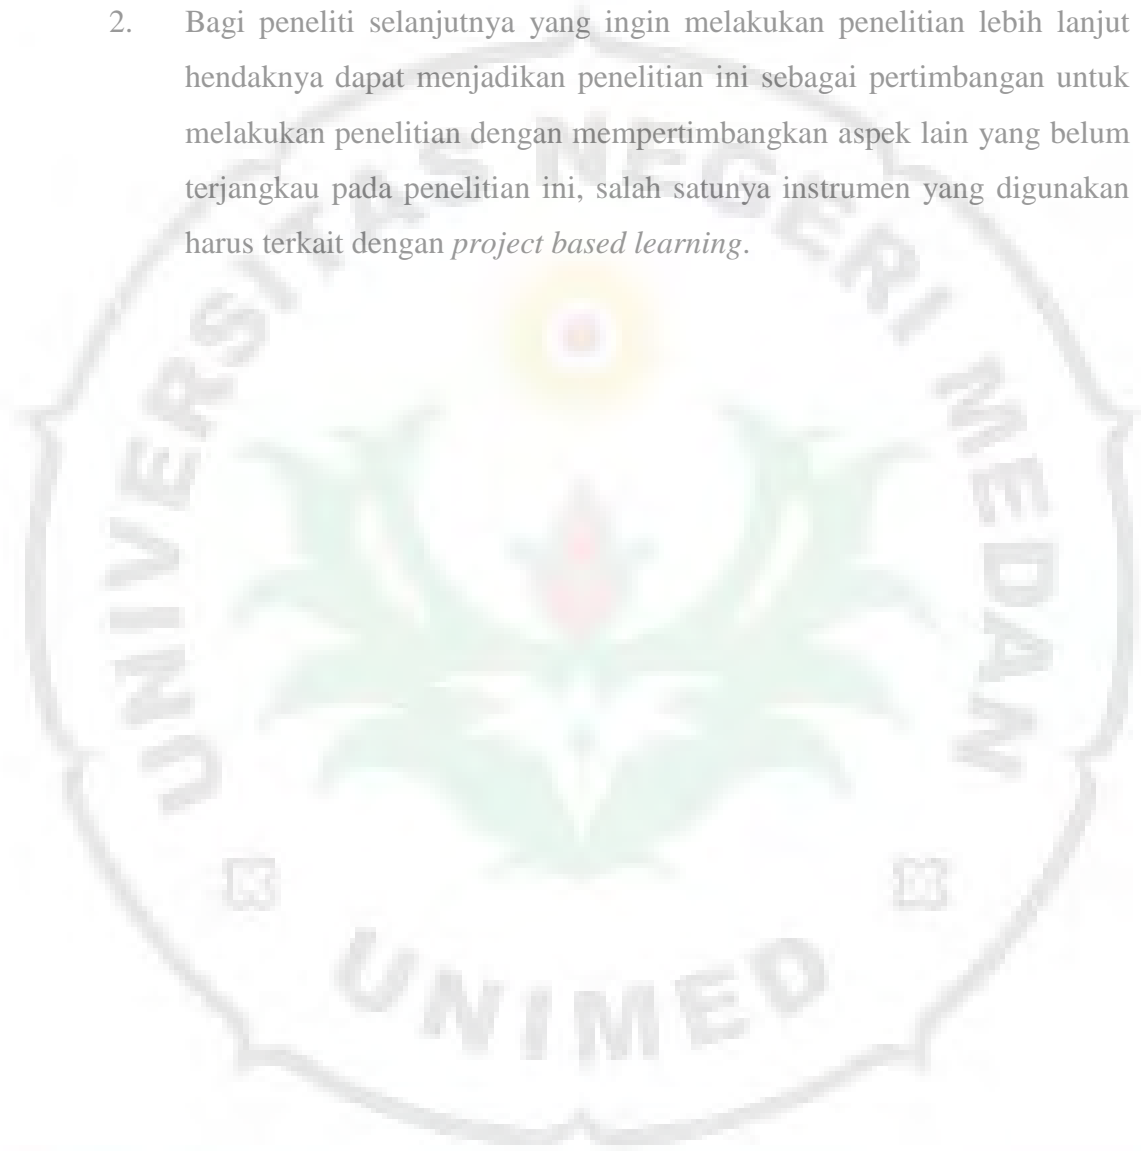 2. Bagi peneliti selanjutnya yang ingin melakukan penelitian lebih lanjut
hendaknya dapat menjadikan penelitian ini sebagai pertimbangan untuk
melakukan penelitian dengan mempertimbangkan aspek lain yang belum
terjangkau pada penelitian ini, salah satunya instrumen yang digunakan
harus terkait dengan project based learning.
UNIVERSITAS NEGERI MEDAN
UNIMED